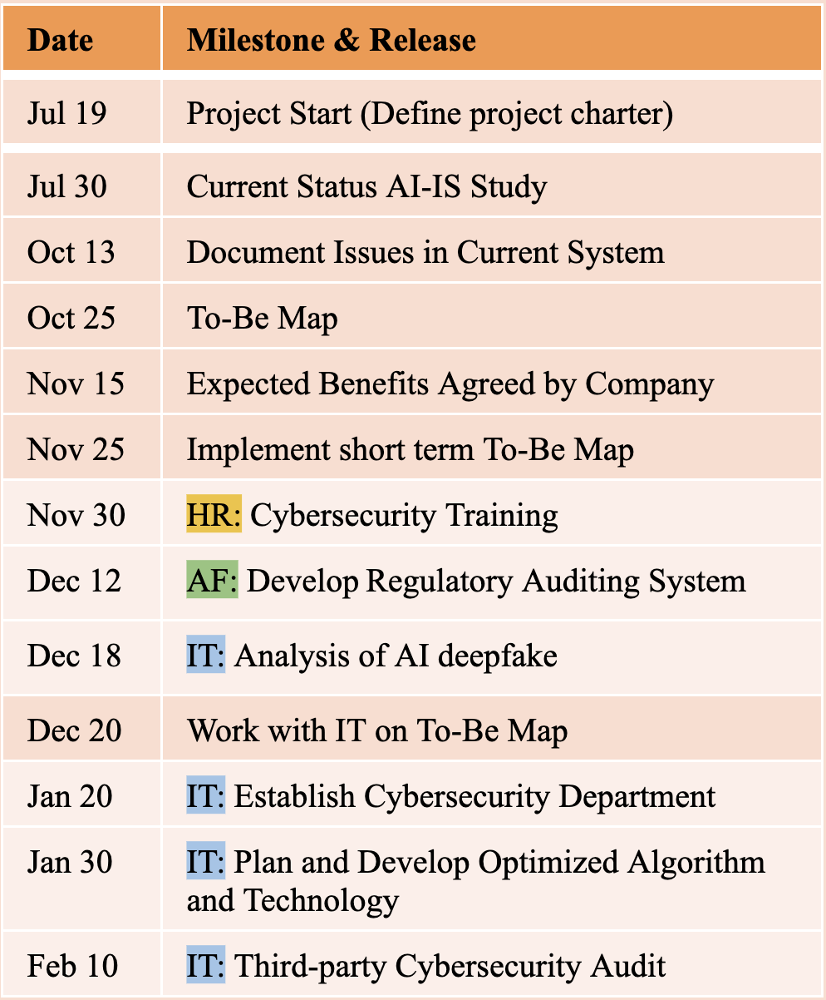 Date Milestone & Release
Jul 19 Project Start (Define project charter)
Jul 30 Current Status AI-IS Study
Oct 13 Document Issues in Current System
Oct 25 To-Be Map
Nov 15 Expected Benefits Agreed by Company
Nov 25 Implement short term To-Be Map
Nov 30 HR: Cybersecurity Training
Dec 12 AF: Develop Regulatory Auditing System
Dec 18 IT: Analysis of AI deepfake
Dec 20 Work with IT on To-Be Map
Jan 20 IT: Establish Cybersecurity Department
Jan 30 IT: Plan and Develop Optimized Algorithm
and Technology
Feb 10 IT: Third-party Cybersecurity Audit